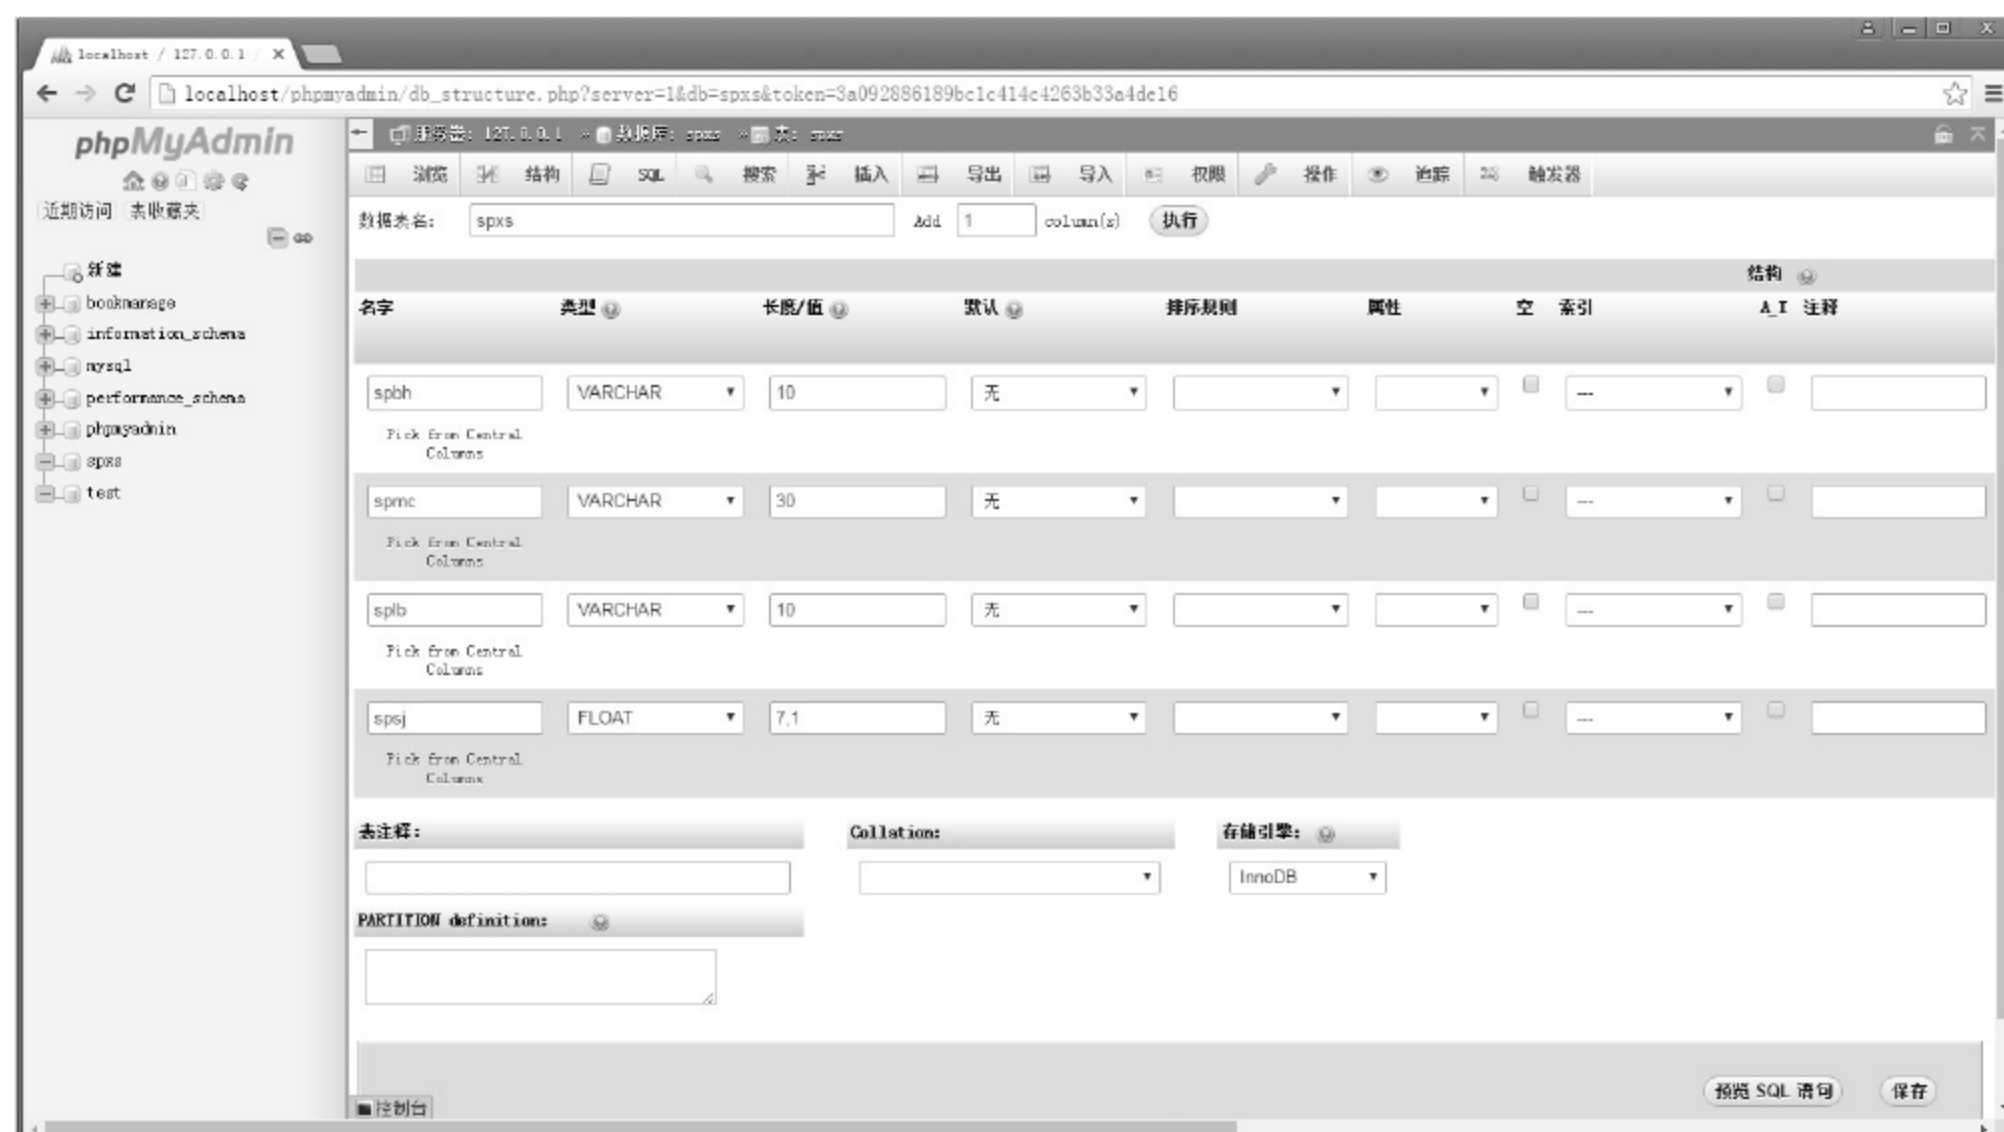 localhost / 127.0.0.1 /
localhost/phpmyadmin/db_structure.php?server=1&db=spxs&token=3a092886189bc1c414c4263b33a4de16
phpMyAdmin
近期访问 表收藏夹
新建
bookmanage
information_schema
mysql
performance_schema
phpmyadmin
spxs
test
服务器: 127.0.0.1 » 数据库: spxs » 表: spxs
浏览 结构 SQL 搜索 插入 导出 导入 权限 操作 追踪 触发器
数据表名: spxs Add 1 column(s) 执行
结构
名字 类型 长度/值 默认 排序规则 属性 空 索引 A_I 注释
spbh VARCHAR 10 无 ---
Pick from Central
Columns
spmc VARCHAR 30 无 ---
Pick from Central
Columns
splb VARCHAR 10 无 ---
Pick from Central
Columns
spsj FLOAT 7,1 无 ---
Pick from Central
Columns
表注释: Collation: 存储引擎:
InnoDB
PARTITION definition:
预览 SQL 语句 保存
控制台